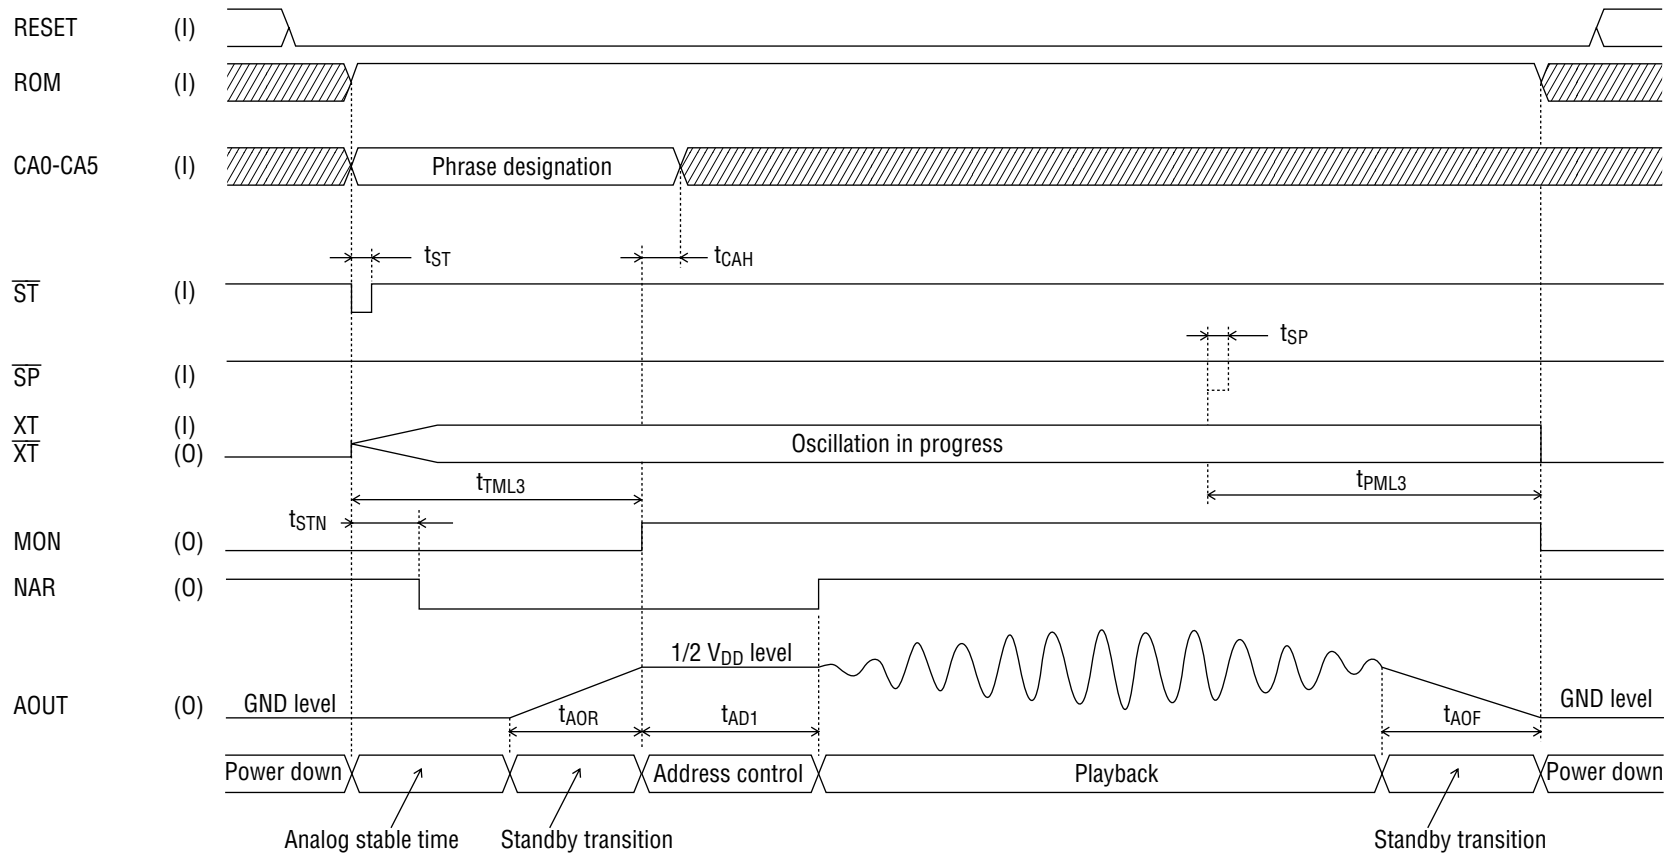 RESET (I)
ROM (I)
CA0-CA5 (I) Phrase designation
tST tCAH
ST (I)
tSP
SP (I)
XT (I)
XT (O) Oscillation in progress
tTML3 tPML3
tSTN
MON (O)
NAR (O)
1/2 VDD level
AOUT (O) GND level GND level
tAOR tAD1 tAOF
Power down Address control Playback Power down
Analog stable time Standby transition Standby transition